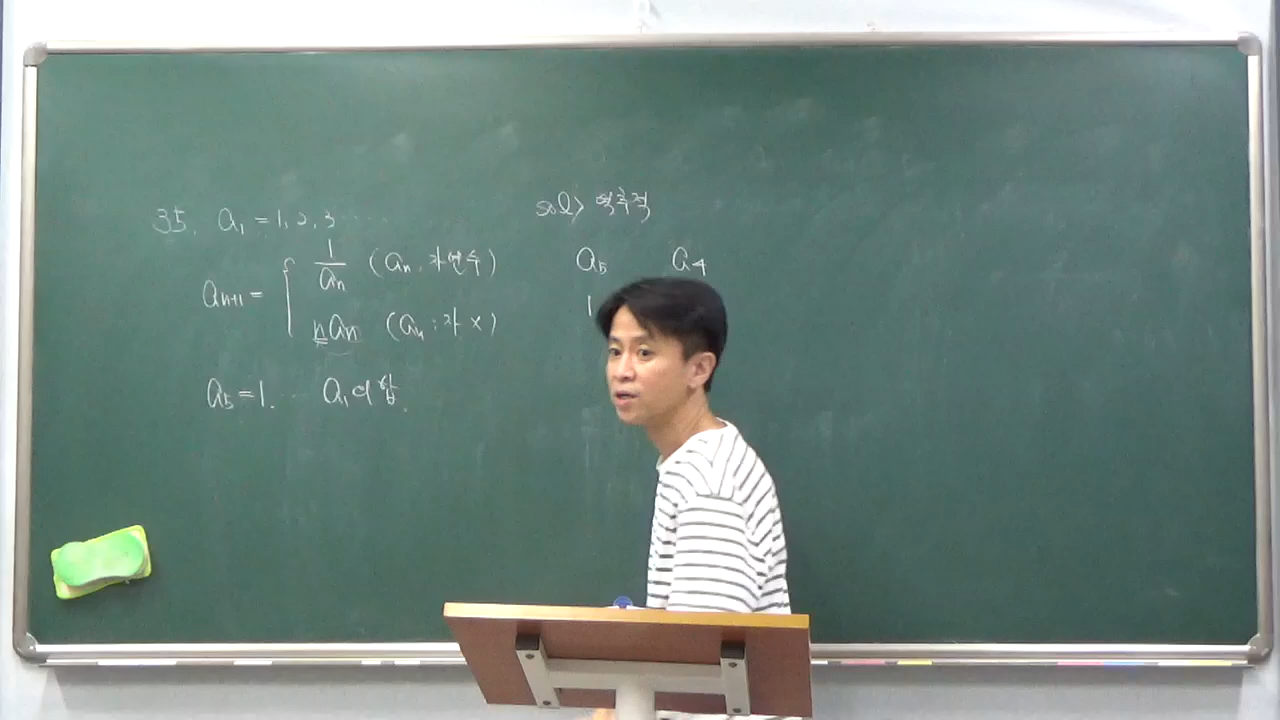 35. a₁ = 1, 2, 3 ·····
aₙ₊₁ = { 1/aₙ (aₙ : 자연수)
naₙ (aₙ : 자 x)
a₅ = 1. ··· a₁의 합.
sol> 역추적
a₅ a₄
1